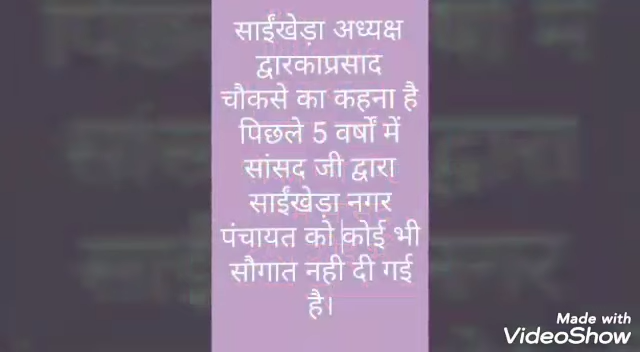 साईंखेड़ा अध्यक्ष
द्वारकाप्रसाद
चौकसे का कहना है
पिछले 5 वर्षों में
सांसद जी द्वारा
साईंखेड़ा नगर
पंचायत को कोई भी
सौगात नही दी गई
है।
Made with
VideoShow